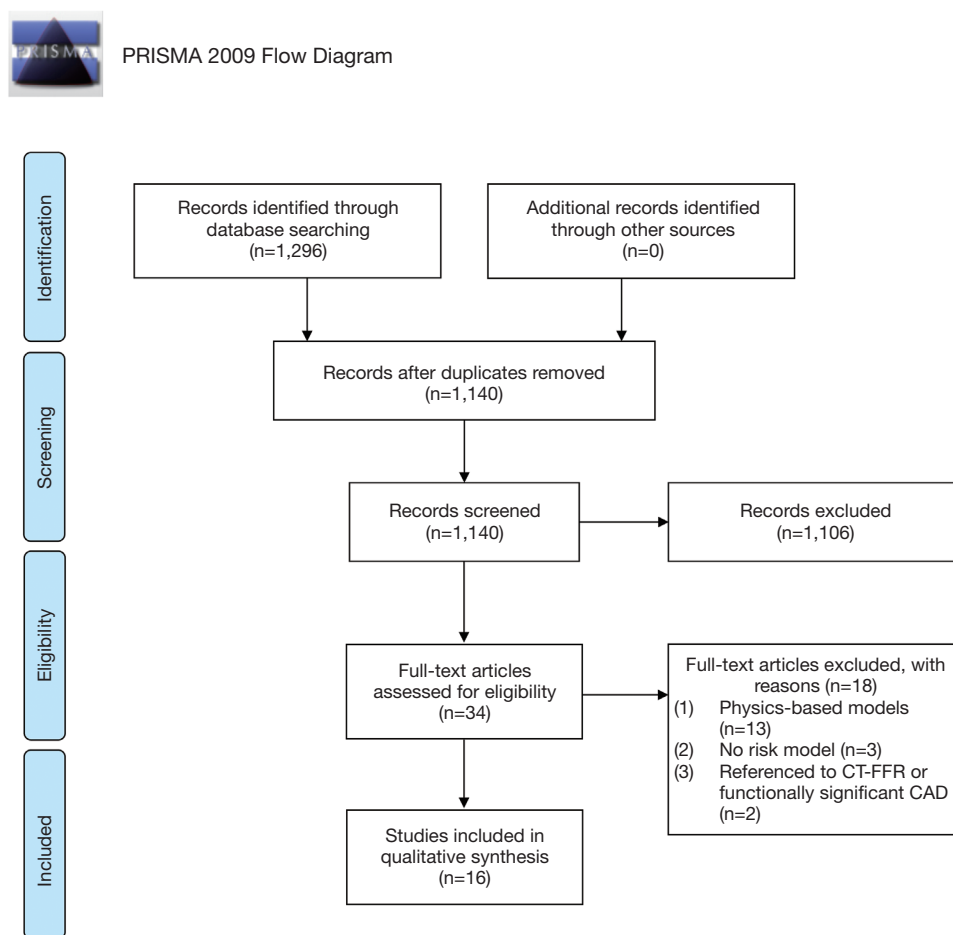 PRISMA
PRISMA 2009 Flow Diagram
Identification
Records identified through
database searching
(n=1,296)
Additional records identified
through other sources
(n=0)
Records after duplicates removed
(n=1,140)
Screening
Records screened
(n=1,140)
Records excluded
(n=1,106)
Eligibility
Full-text articles
assessed for eligibility
(n=34)
Full-text articles excluded, with
reasons (n=18)
(1) Physics-based models
(n=13)
(2) No risk model (n=3)
(3) Referenced to CT-FFR or
functionally significant CAD
(n=2)
Included
Studies included in
qualitative synthesis
(n=16)